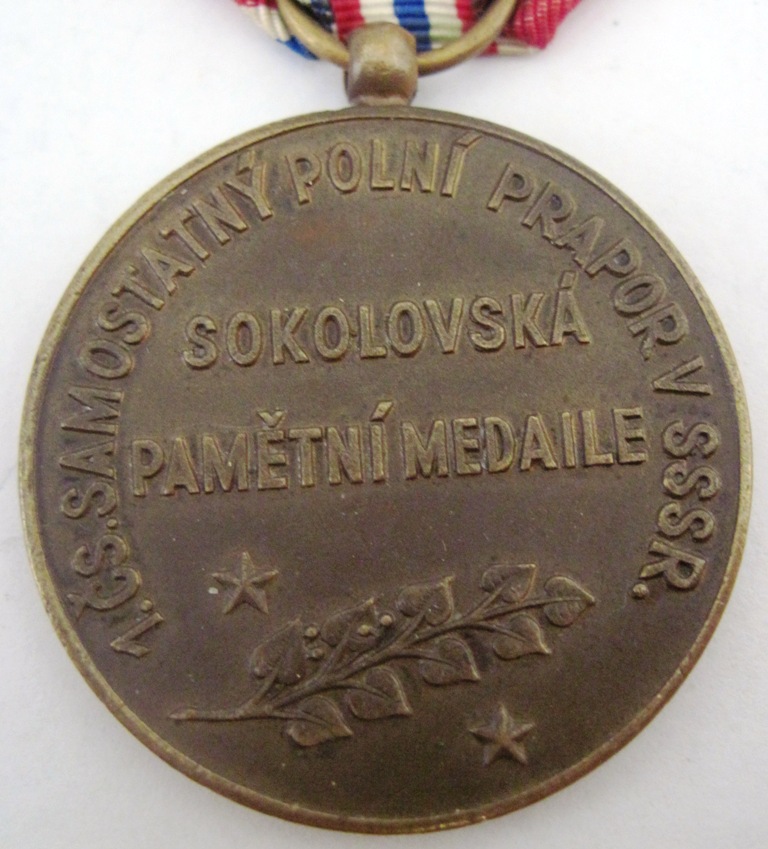 1.ČS.SAMOSTATNÝ POLNÍ PRAPOR V SSSR.
SOKOLOVSKÁ
PAMĚTNÍ MEDAILE